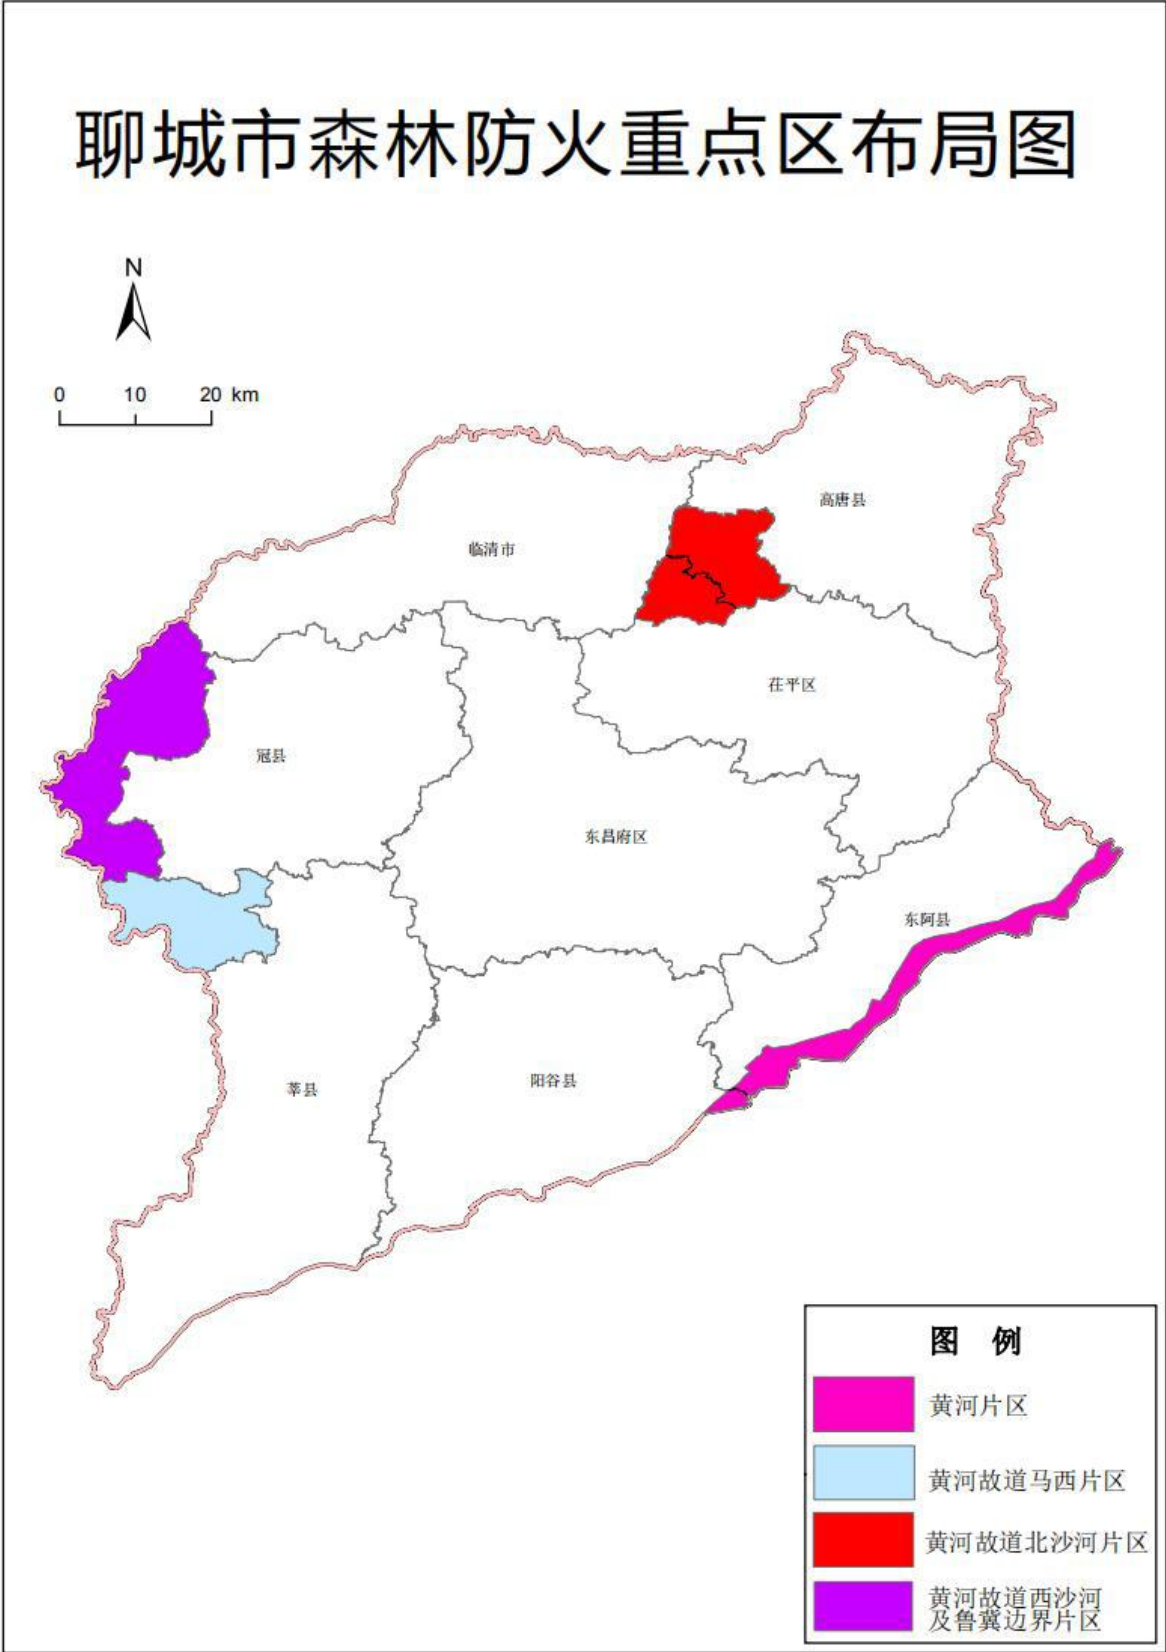 聊城市森林防火重点区布局图
N
0 10 20 km
高唐县
临清市
茌平区
冠县
东昌府区
东阿县
阳谷县
莘县
图 例
黄河片区
黄河故道马西片区
黄河故道北沙河片区
黄河故道西沙河
及鲁冀边界片区